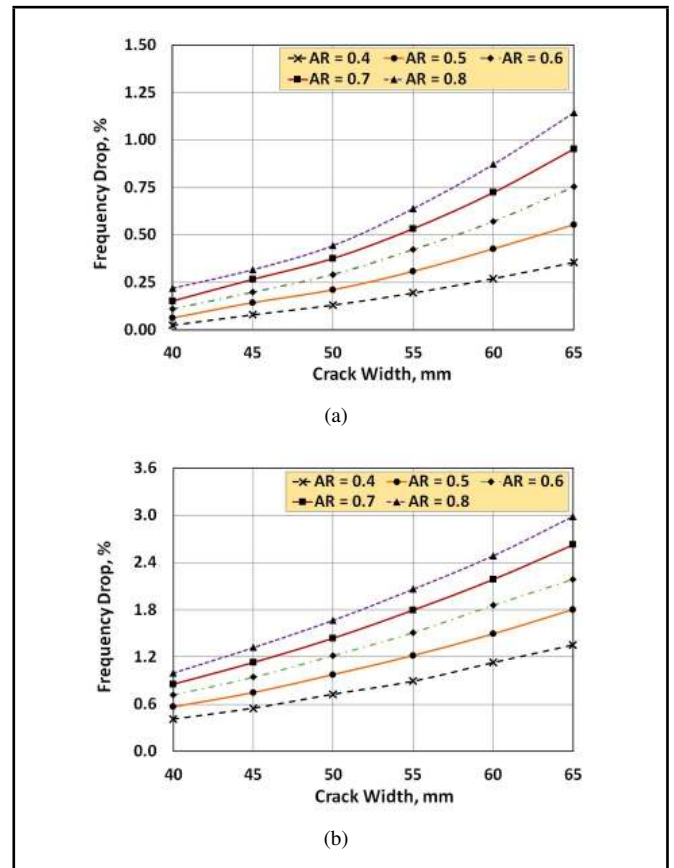 1.50
1.25
1.00
0.75
0.50
0.25
0.00
Frequency Drop, %
AR = 0.4 AR = 0.5 AR = 0.6
AR = 0.7 AR = 0.8
40 45 50 55 60 65
Crack Width, mm
(a)
3.6
3.0
2.4
1.8
1.2
0.6
0.0
Frequency Drop, %
AR = 0.4 AR = 0.5 AR = 0.6
AR = 0.7 AR = 0.8
40 45 50 55 60 65
Crack Width, mm
(b)